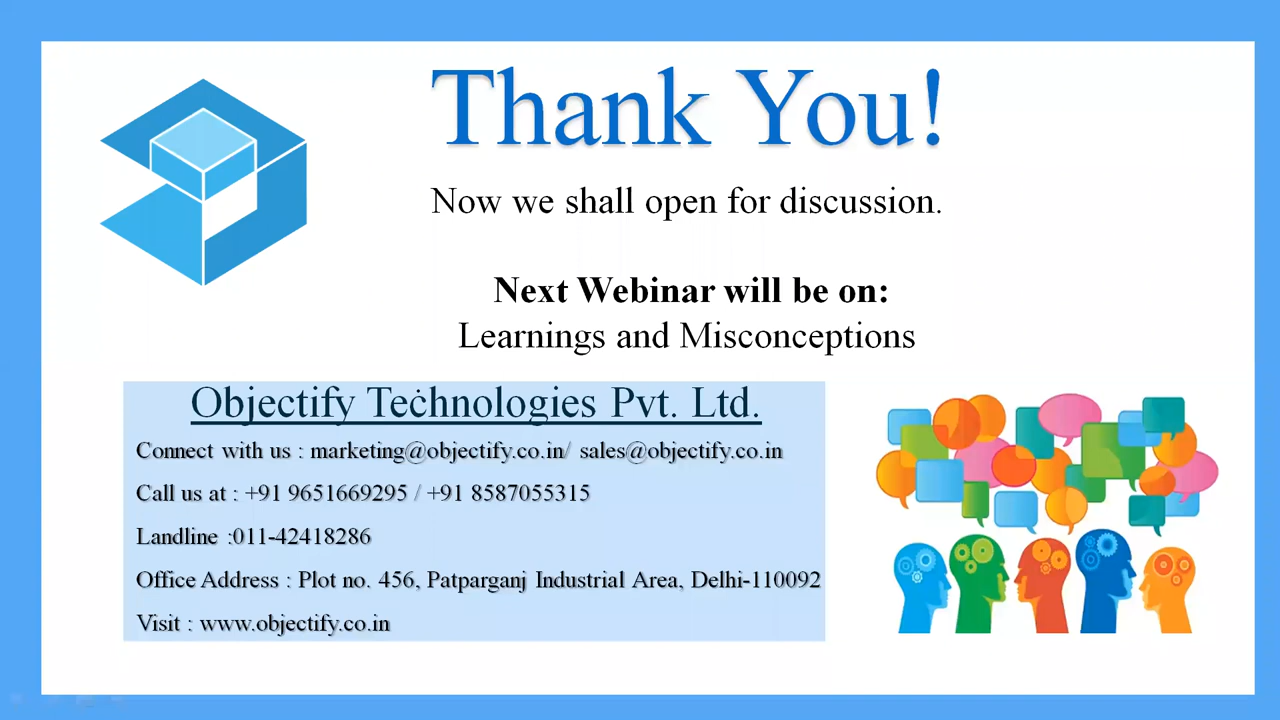 Thank You!
Now we shall open for discussion.
Next Webinar will be on:
Learnings and Misconceptions
Objectify Technologies Pvt. Ltd.
Connect with us : marketing@objectify.co.in/ sales@objectify.co.in
Call us at : +91 9651669295 / +91 8587055315
Landline :011-42418286
Office Address : Plot no. 456, Patparganj Industrial Area, Delhi-110092
Visit : www.objectify.co.in